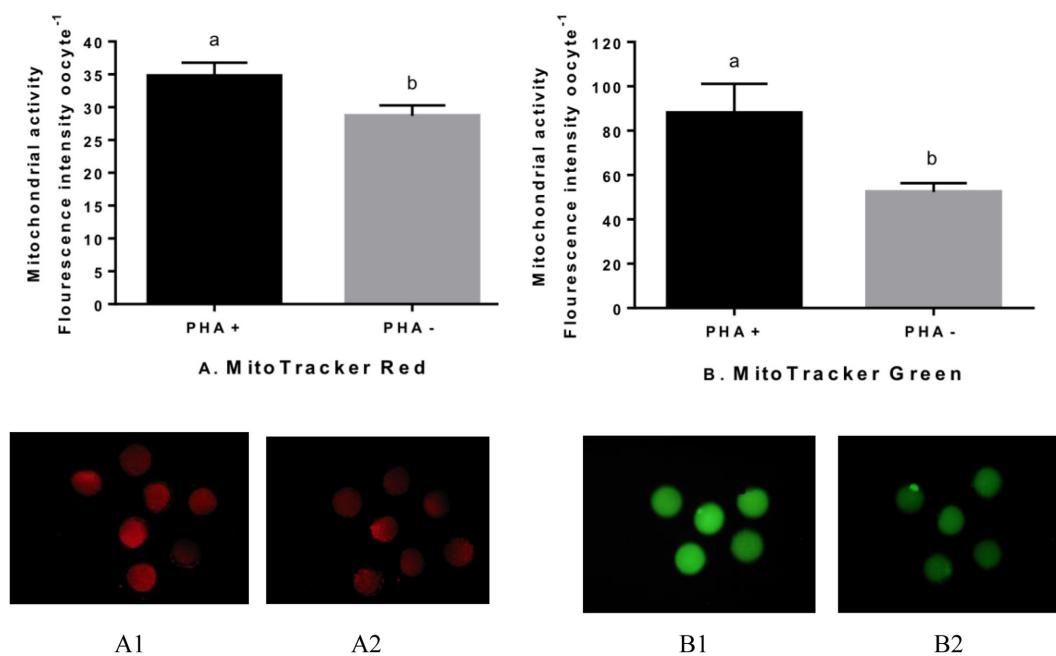 Mitochondrial activity
Flourescence intensity oocyte⁻¹
40
35
30
25
20
15
10
5
0
a
b
PHA +
PHA -
A. MitoTracker Red
Mitochondrial activity
Flourescence intensity oocyte⁻¹
120
100
80
60
40
20
0
a
b
PHA +
PHA -
B. MitoTracker Green
A1
A2
B1
B2